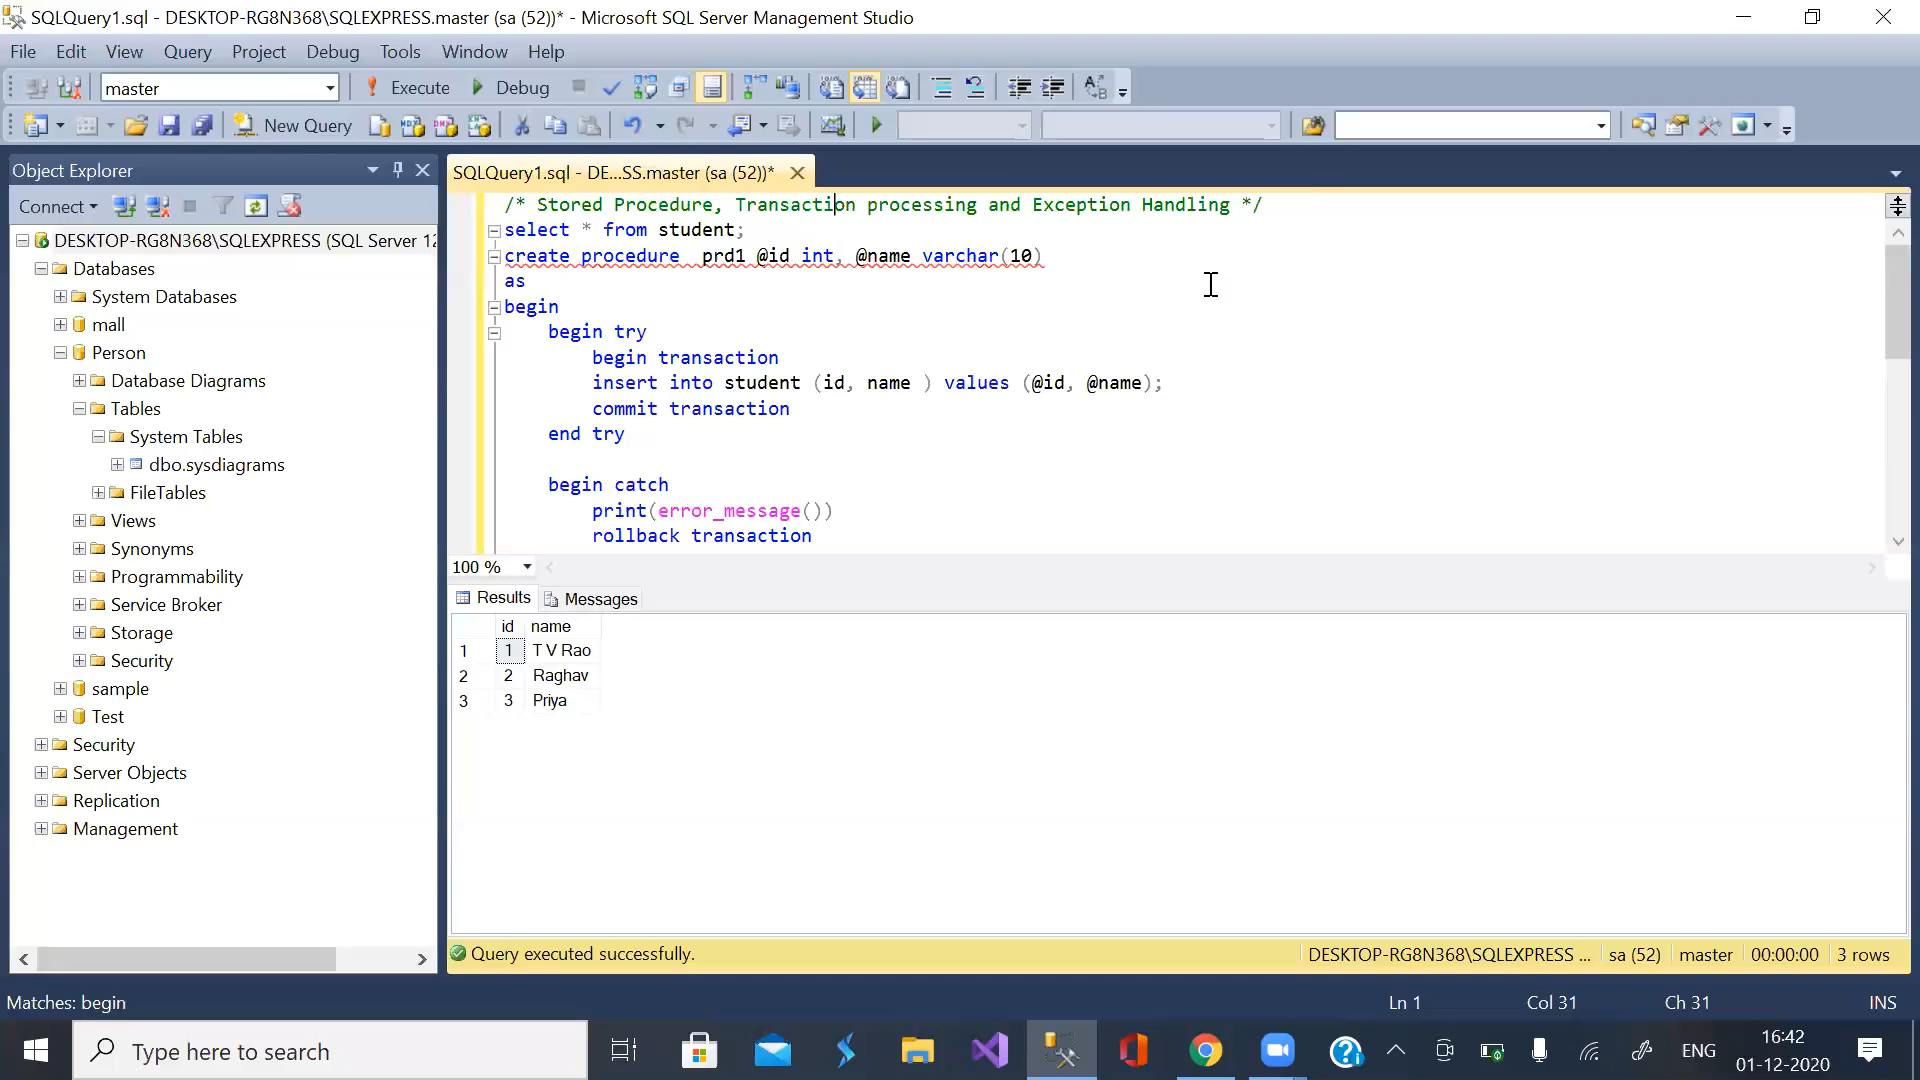 SQLQuery1.sql - DESKTOP-RG8N368\SQLEXPRESS.master (sa (52))* - Microsoft SQL Server Management Studio
File Edit View Query Project Debug Tools Window Help
master Execute Debug
New Query
Object Explorer
Connect
DESKTOP-RG8N368\SQLEXPRESS (SQL Server 12
Databases
System Databases
mall
Person
Database Diagrams
Tables
System Tables
dbo.sysdiagrams
FileTables
Views
Synonyms
Programmability
Service Broker
Storage
Security
sample
Test
Security
Server Objects
Replication
Management
SQLQuery1.sql - DE...SS.master (sa (52))*
/* Stored Procedure, Transaction processing and Exception Handling */
select * from student;
create procedure  prd1 @id int, @name varchar(10)
as
begin
begin try
begin transaction
insert into student (id, name ) values (@id, @name);
commit transaction
end try
begin catch
print(error_message())
rollback transaction
100 %
Results Messages
id name
1 1 T V Rao
2 2 Raghav
3 3 Priya
Query executed successfully. DESKTOP-RG8N368\SQLEXPRESS ... sa (52) master 00:00:00 3 rows
Matches: begin Ln 1 Col 31 Ch 31 INS
Type here to search ENG 16:42
01-12-2020